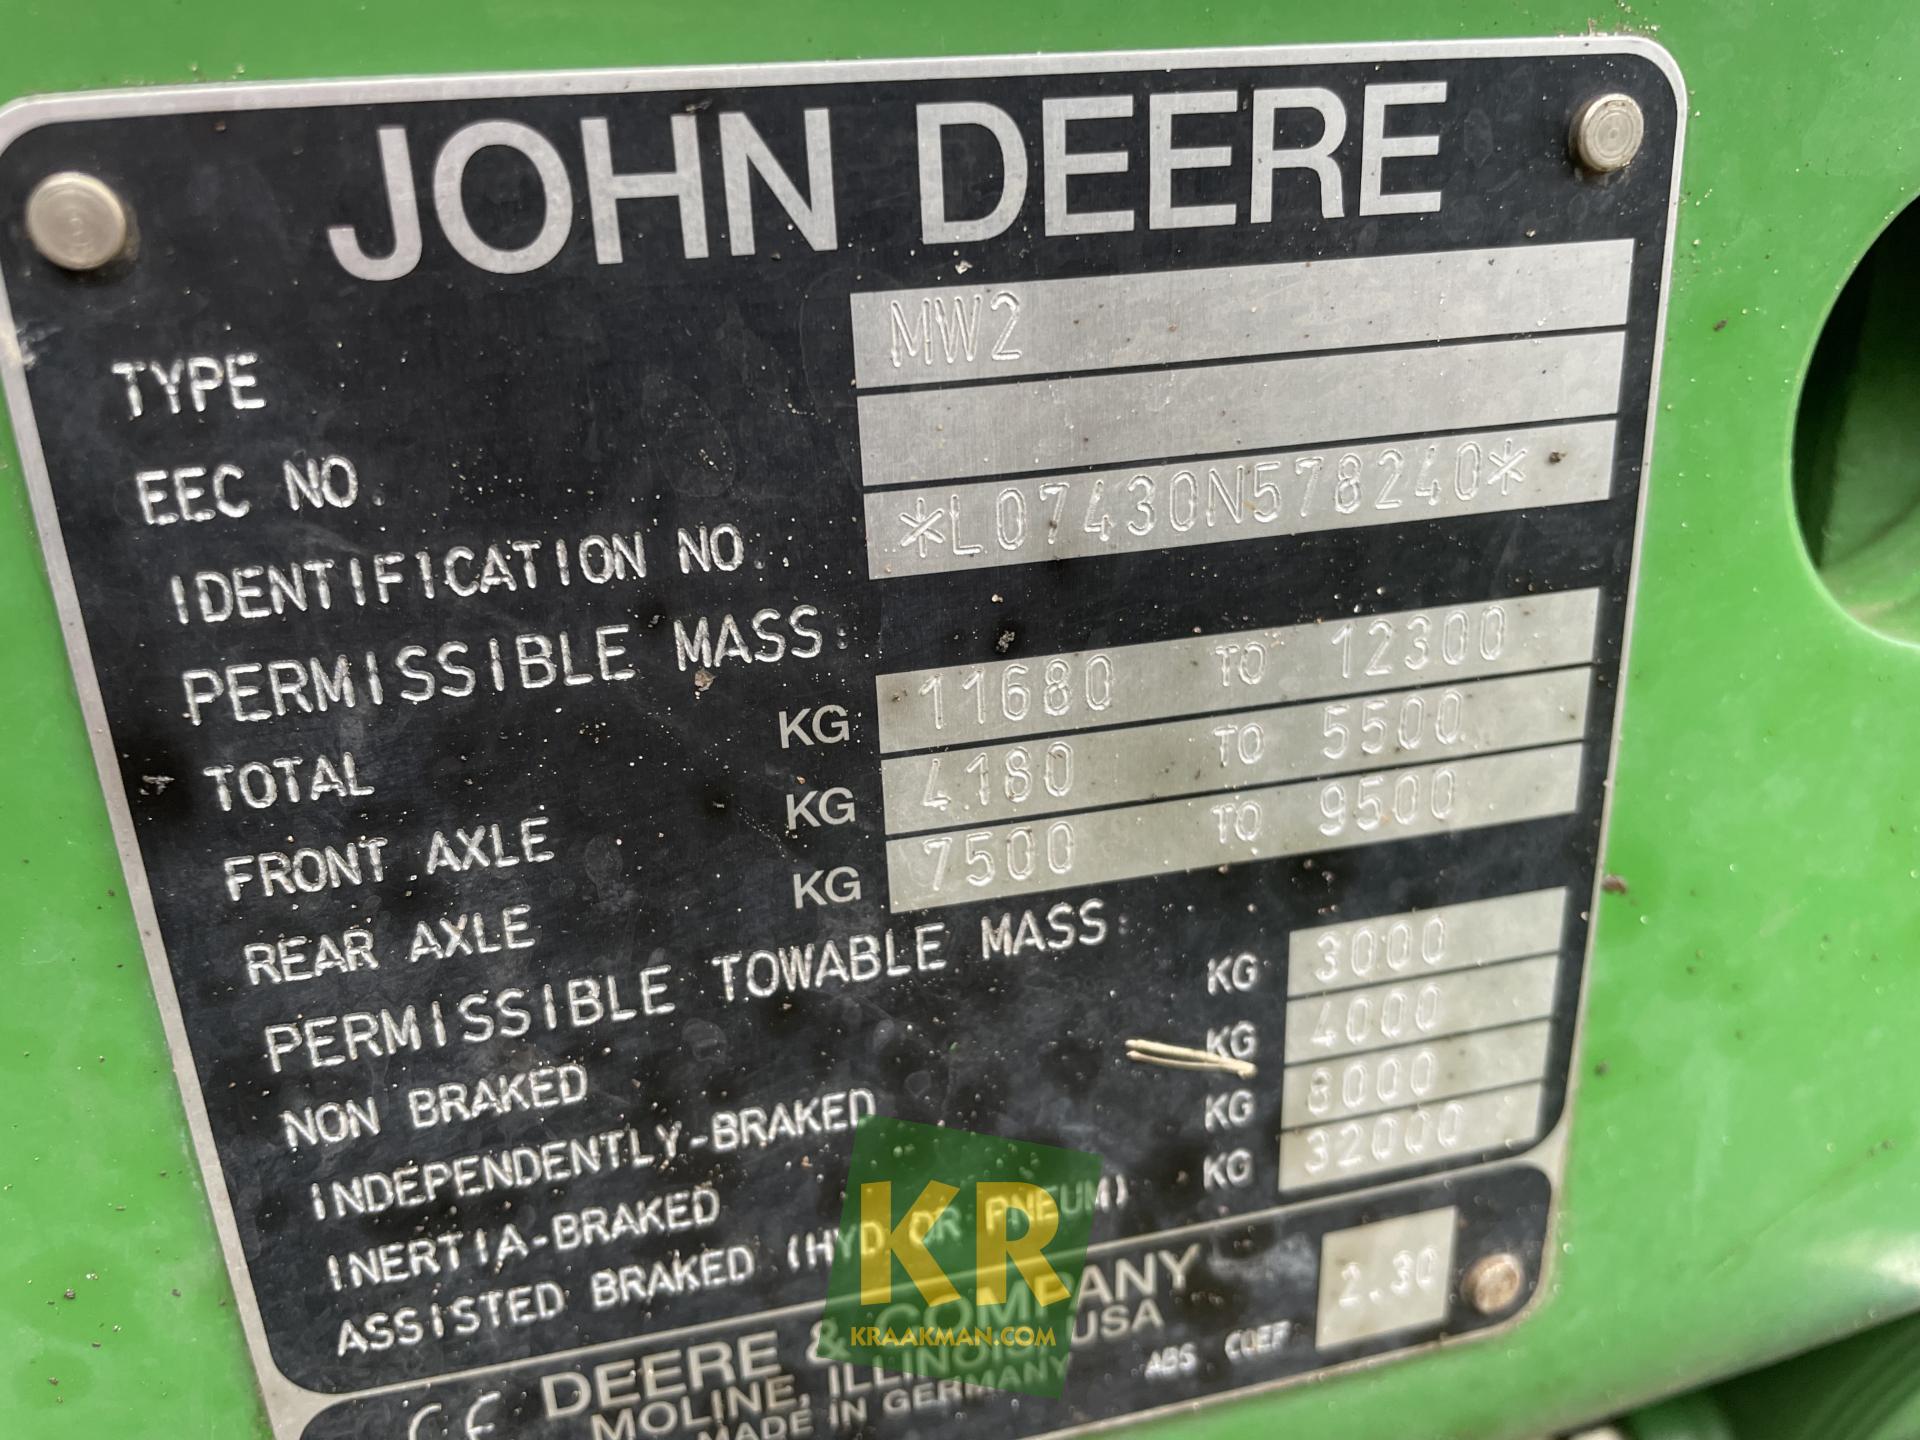 JOHN DEERE
TYPE MW2
EEC NO.
IDENTIFICATION NO. *L07430N578240*
PERMISSIBLE MASS:
TOTAL KG 11680 TO 12300
FRONT AXLE KG 4180 TO 5500
REAR AXLE KG 7500 TO 9500
PERMISSIBLE TOWABLE MASS:
NON BRAKED KG 3000
INDEPENDENTLY-BRAKED KG 4000
INERTIA-BRAKED KG 8000
ASSISTED BRAKED (HYD. OR PNEUM) KG 32000
DEERE & COMPANY
MOLINE, ILLINOIS USA
MADE IN GERMANY
CE
ABS COEF 2.30
KR
KRAAKMAN.COM